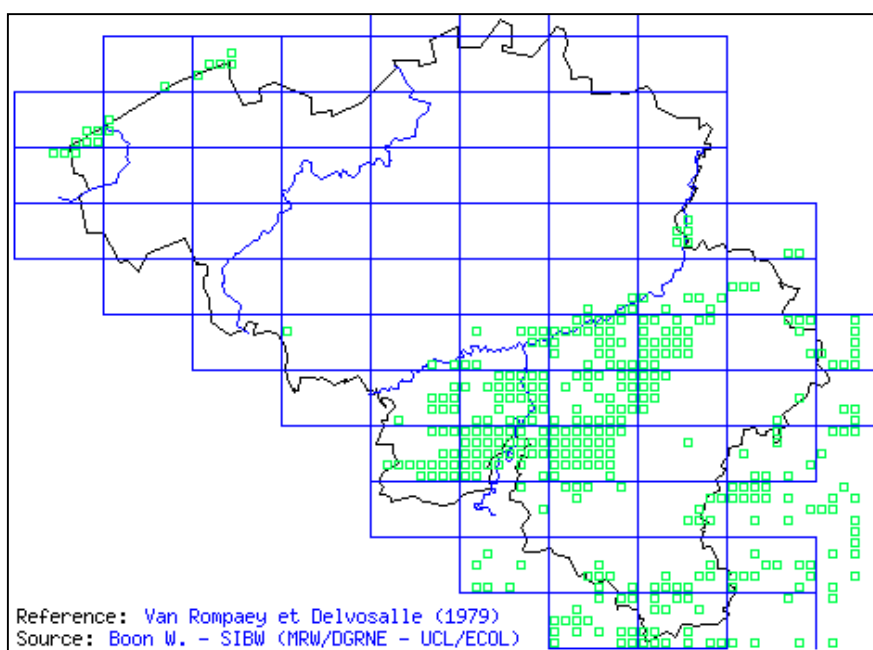 Reference: Van Rompaey et Delvosalle (1979)
Source: Boon W. - SIBW (MRW/DGRNE - UCL/ECOL)